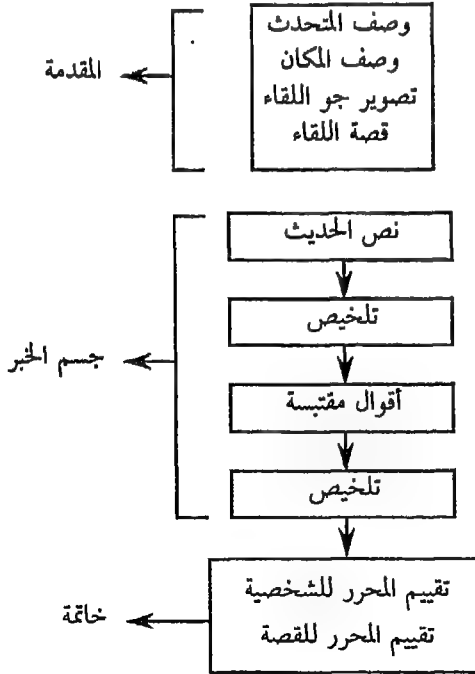 وصف المتحدث
وصف المكان
تصوير جو اللقاء
قصة اللقاء
المقدمة
نص الحديث
تلخيص
أقوال مقتبسة
تلخيص
جسم الخبر
تقييم المحرر للشخصية
تقييم المحرر للقصة
خاتمة